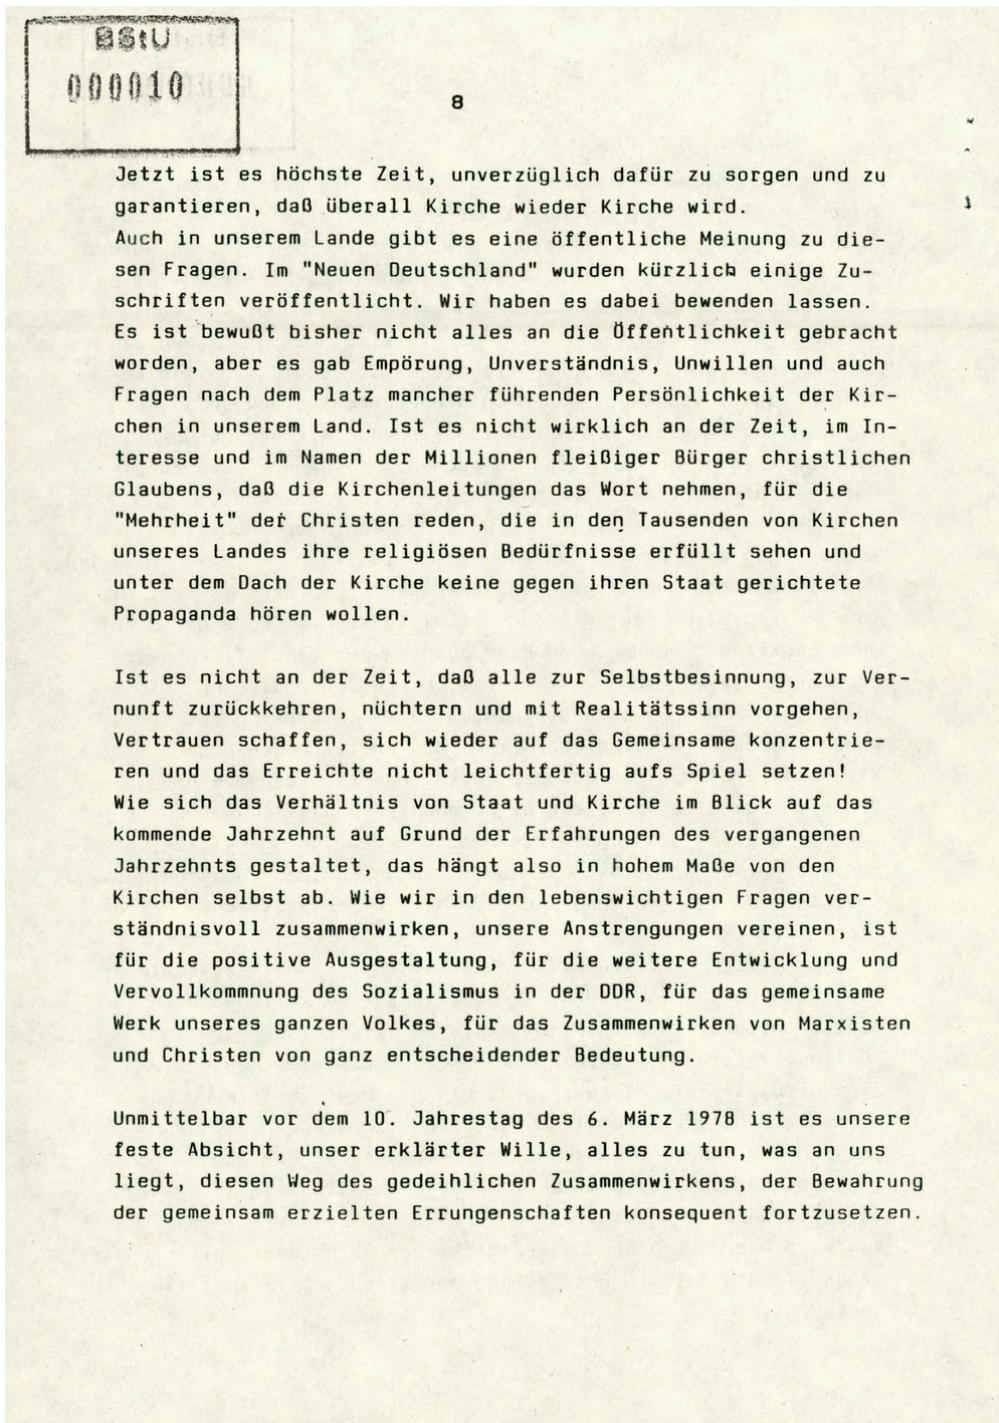 BStU
000010
8
Jetzt ist es höchste Zeit, unverzüglich dafür zu sorgen und zu
garantieren, daß überall Kirche wieder Kirche wird.
Auch in unserem Lande gibt es eine öffentliche Meinung zu die-
sen Fragen. Im "Neuen Deutschland" wurden kürzlich einige Zu-
schriften veröffentlicht. Wir haben es dabei bewenden lassen.
Es ist bewußt bisher nicht alles an die Öffentlichkeit gebracht
worden, aber es gab Empörung, Unverständnis, Unwillen und auch
Fragen nach dem Platz mancher führenden Persönlichkeit der Kir-
chen in unserem Land. Ist es nicht wirklich an der Zeit, im In-
teresse und im Namen der Millionen fleißiger Bürger christlichen
Glaubens, daß die Kirchenleitungen das Wort nehmen, für die
"Mehrheit" der Christen reden, die in den Tausenden von Kirchen
unseres Landes ihre religiösen Bedürfnisse erfüllt sehen und
unter dem Dach der Kirche keine gegen ihren Staat gerichtete
Propaganda hören wollen.
Ist es nicht an der Zeit, daß alle zur Selbstbesinnung, zur Ver-
nunft zurückkehren, nüchtern und mit Realitätssinn vorgehen,
Vertrauen schaffen, sich wieder auf das Gemeinsame konzentrie-
ren und das Erreichte nicht leichtfertig aufs Spiel setzen!
Wie sich das Verhältnis von Staat und Kirche im Blick auf das
kommende Jahrzehnt auf Grund der Erfahrungen des vergangenen
Jahrzehnts gestaltet, das hängt also in hohem Maße von den
Kirchen selbst ab. Wie wir in den lebenswichtigen Fragen ver-
ständnisvoll zusammenwirken, unsere Anstrengungen vereinen, ist
für die positive Ausgestaltung, für die weitere Entwicklung und
Vervollkommnung des Sozialismus in der DDR, für das gemeinsame
Werk unseres ganzen Volkes, für das Zusammenwirken von Marxisten
und Christen von ganz entscheidender Bedeutung.
Unmittelbar vor dem 10. Jahrestag des 6. März 1978 ist es unsere
feste Absicht, unser erklärter Wille, alles zu tun, was an uns
liegt, diesen Weg des gedeihlichen Zusammenwirkens, der Bewahrung
der gemeinsam erzielten Errungenschaften konsequent fortzusetzen.